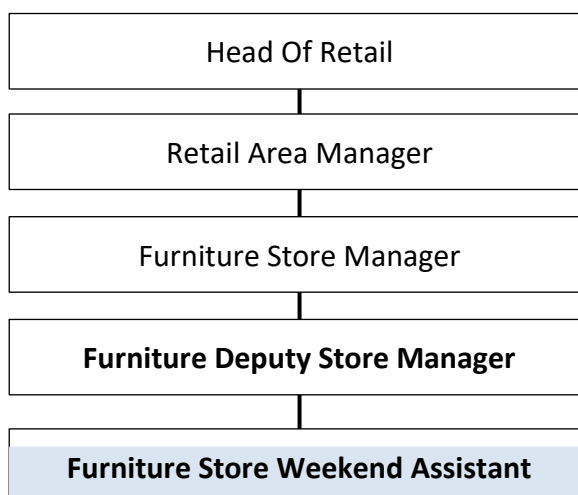 Head Of Retail
Retail Area Manager
Furniture Store Manager
Furniture Deputy Store Manager
Furniture Store Weekend Assistant